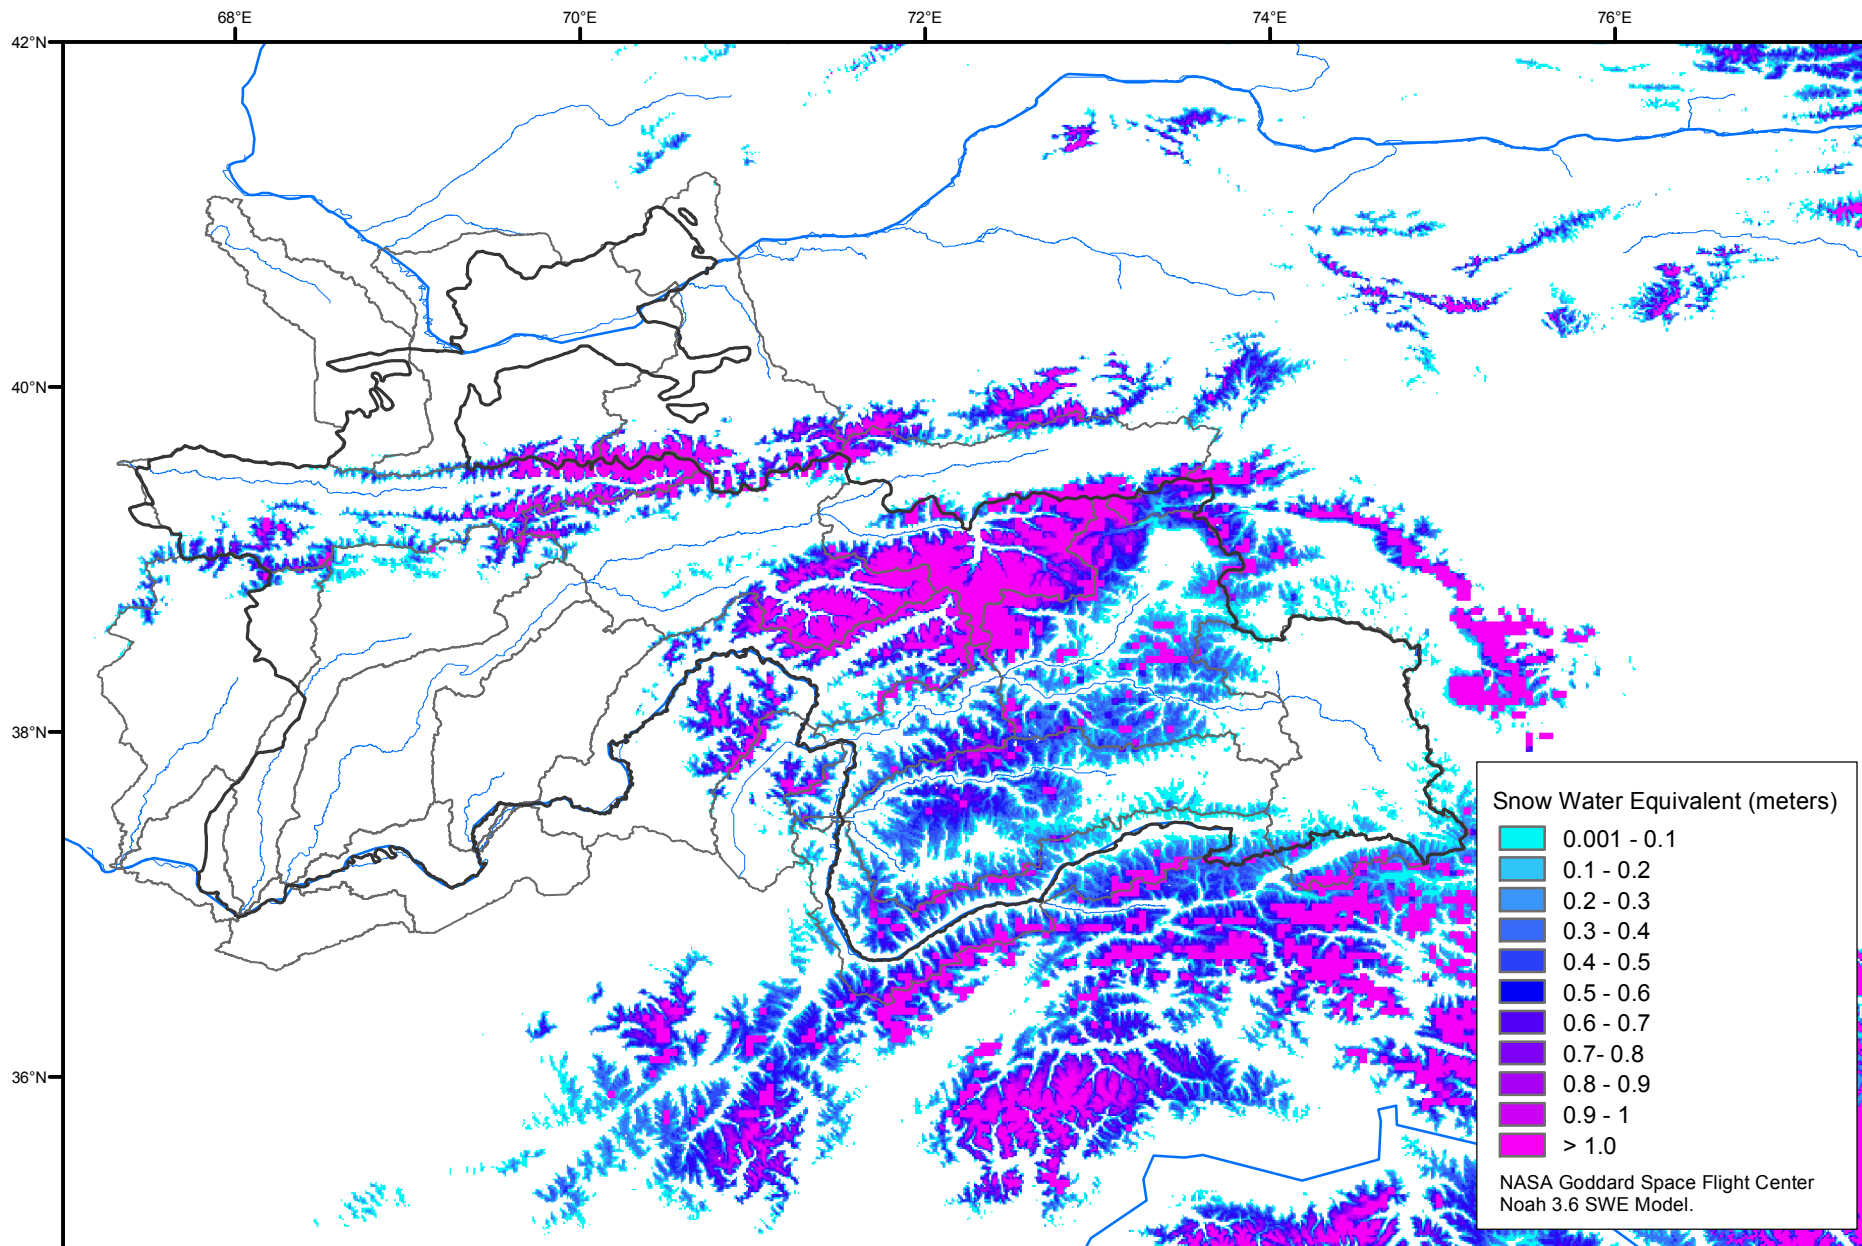 68°E 70°E 72°E 74°E 76°E
42°N
40°N
38°N
36°N
Snow Water Equivalent (meters)
0.001 - 0.1
0.1 - 0.2
0.2 - 0.3
0.3 - 0.4
0.4 - 0.5
0.5 - 0.6
0.6 - 0.7
0.7- 0.8
0.8 - 0.9
0.9 - 1
> 1.0
NASA Goddard Space Flight Center
Noah 3.6 SWE Model.